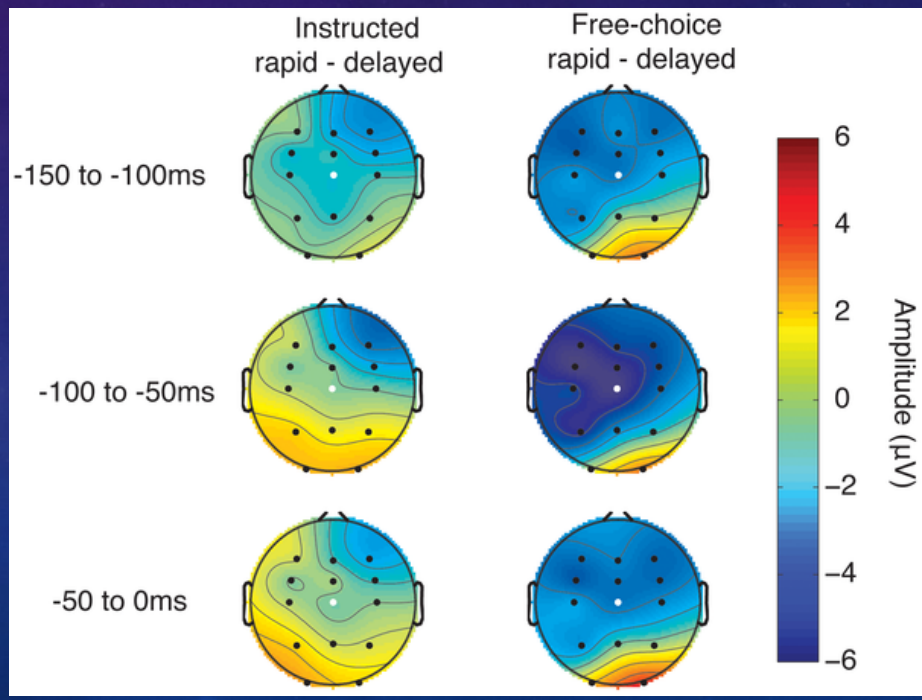 Instructed
rapid - delayed
Free-choice
rapid - delayed
-150 to -100ms
-100 to -50ms
-50 to 0ms
6
4
2
0
−2
−4
−6
Amplitude (μV)